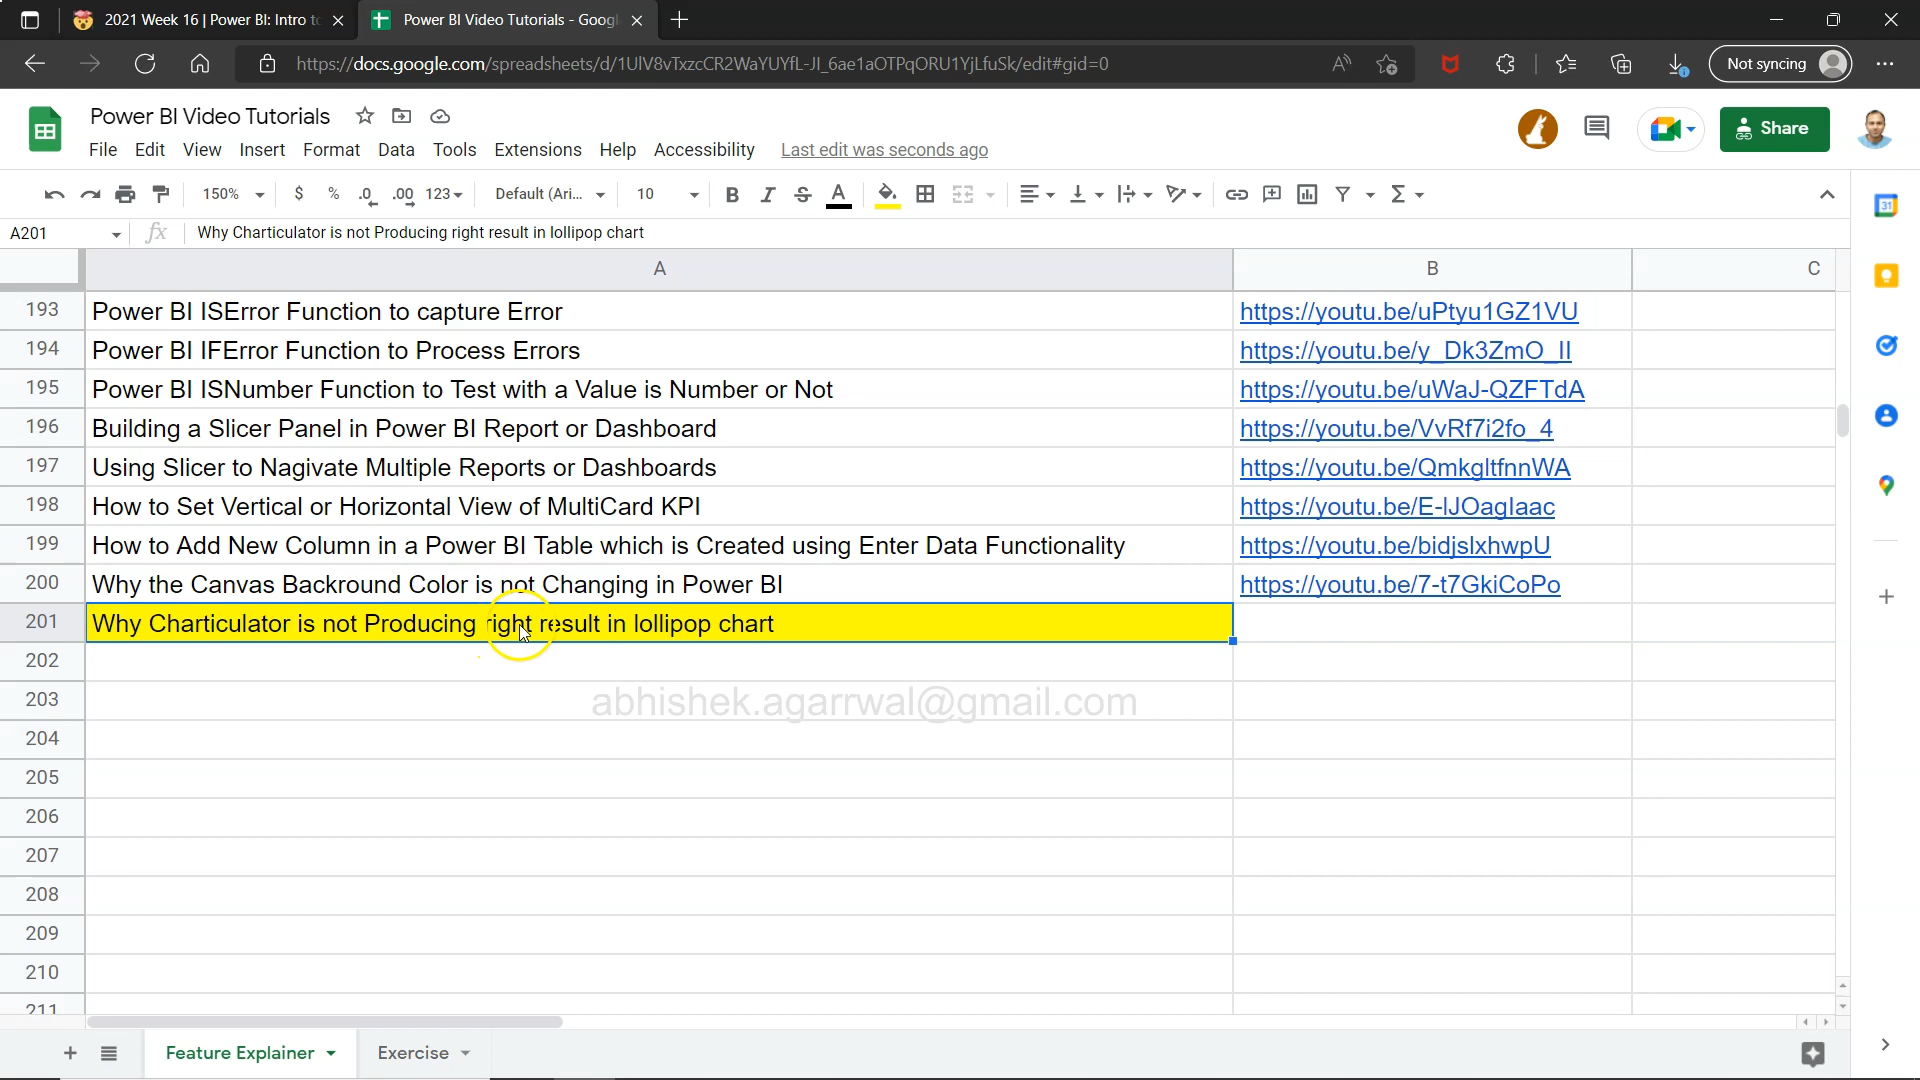 2021 Week 16 | Power BI: Intro to
Power BI Video Tutorials - Googl
https://docs.google.com/spreadsheets/d/1UlV8vTxzcCR2WaYUYfL-JI_6ae1aOTPqORU1YjLfuSk/edit#gid=0
Not syncing
Power BI Video Tutorials
File Edit View Insert Format Data Tools Extensions Help Accessibility Last edit was seconds ago
Share
150% $ % .0 .00 123 Default (Ari... 10 B I S A
A201 fx Why Charticulator is not Producing right result in lollipop chart
A B C
193 Power BI ISError Function to capture Error https://youtu.be/uPtyu1GZ1VU
194 Power BI IFError Function to Process Errors https://youtu.be/y_Dk3ZmO_II
195 Power BI ISNumber Function to Test with a Value is Number or Not https://youtu.be/uWaJ-QZFTdA
196 Building a Slicer Panel in Power BI Report or Dashboard https://youtu.be/VvRf7i2fo_4
197 Using Slicer to Nagivate Multiple Reports or Dashboards https://youtu.be/QmkgltfnnWA
198 How to Set Vertical or Horizontal View of MultiCard KPI https://youtu.be/E-lJOaglaac
199 How to Add New Column in a Power BI Table which is Created using Enter Data Functionality https://youtu.be/bidjslxhwpU
200 Why the Canvas Backround Color is not Changing in Power BI https://youtu.be/7-t7GkiCoPo
201 Why Charticulator is not Producing right result in lollipop chart
202
203
abhishek.agarrwal@gmail.com
204
205
206
207
208
209
210
211
Feature Explainer Exercise